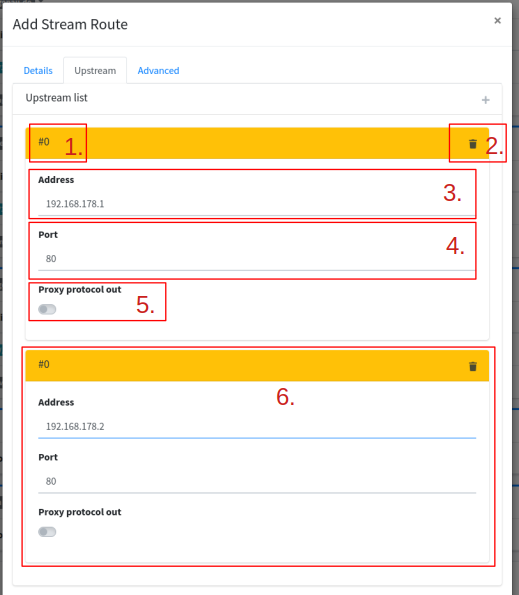 Add Stream Route ×
Details Upstream Advanced
Upstream list +
#0 1. 2.
Address
192.168.178.1 3.
Port
80 4.
Proxy protocol out
5.
#0
6.
Address
192.168.178.2
Port
80
Proxy protocol out